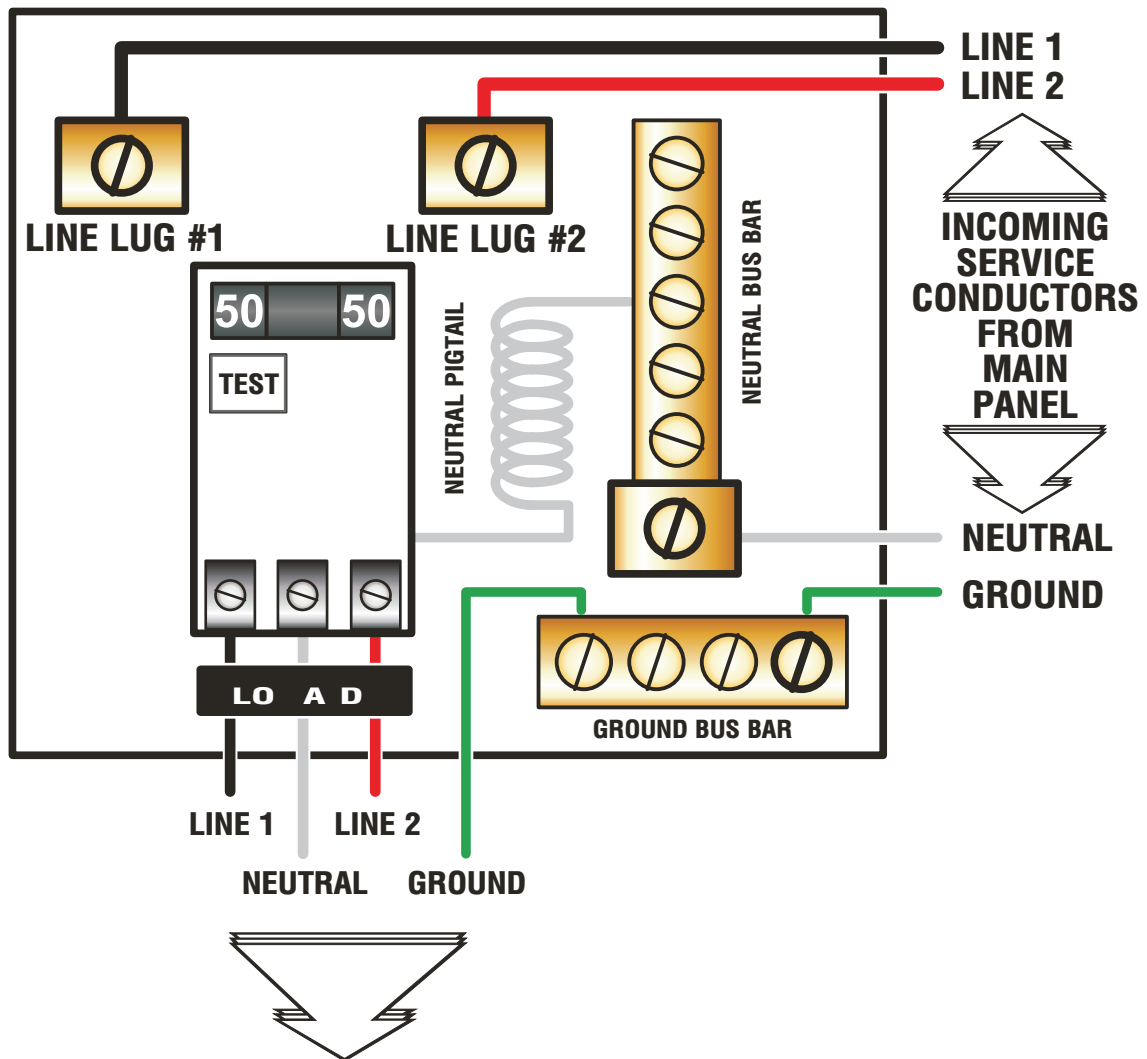 LINE 1
LINE 2
LINE LUG #1
LINE LUG #2
INCOMING
SERVICE
CONDUCTORS
FROM
MAIN
PANEL
50
50
TEST
NEUTRAL PIGTAIL
NEUTRAL BUS BAR
NEUTRAL
GROUND
LO A D
GROUND BUS BAR
LINE 1
LINE 2
NEUTRAL
GROUND